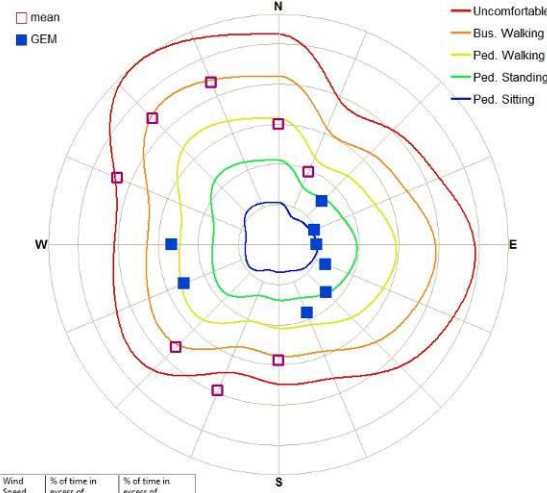 N
mean
GEM
Uncomfortable
Bus. Walking
Ped. Walking
Ped. Standing
Ped. Sitting
W
E
S
Wind % of time in % of time in
Speed excess of excess of